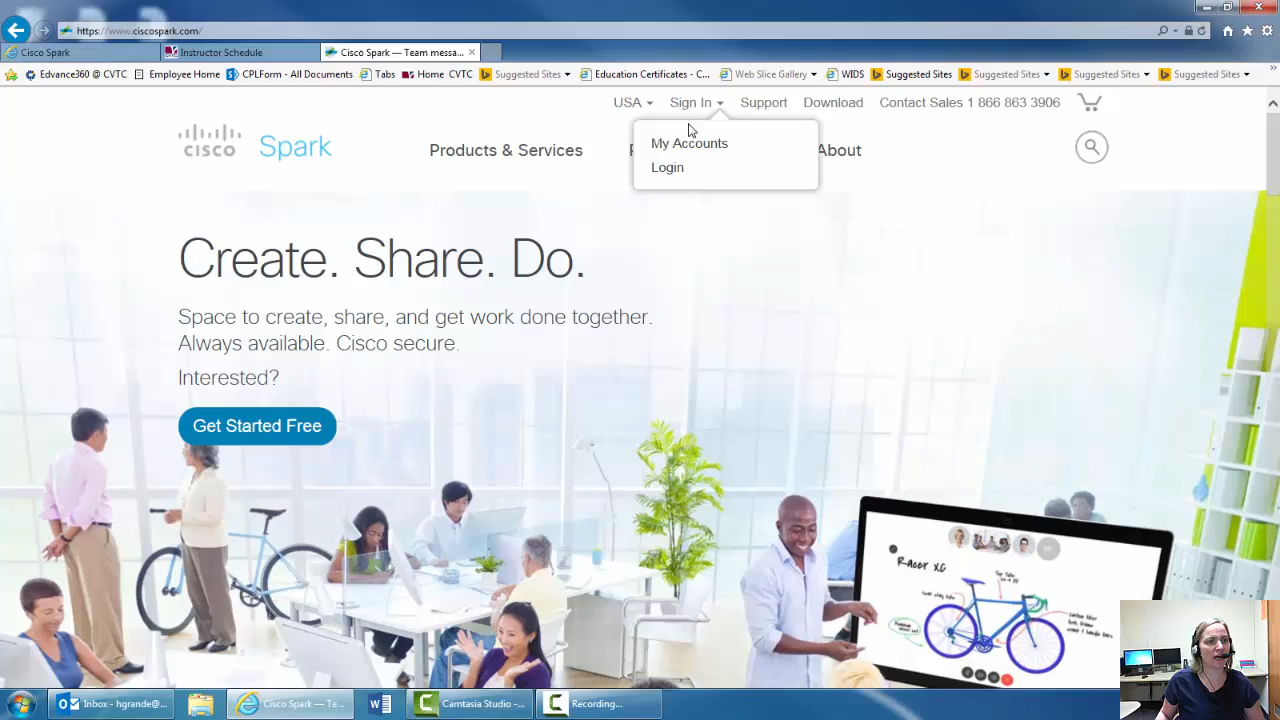 https://www.ciscospark.com/
Cisco Spark
Instructor Schedule
Cisco Spark — Team messa...
Edvance360 @ CVTC
Employee Home
CPLForm - All Documents
Tabs
Home CVTC
Suggested Sites
Education Certificates - C...
Web Slice Gallery
WIDS
Suggested Sites
Suggested Sites
Suggested Sites
Suggested Sites
USA
Sign In
Support
Download
Contact Sales 1 866 863 3906
CISCO
Spark
Products & Services
About
My Accounts
Login
Create. Share. Do.
Space to create, share, and get work done together.
Always available. Cisco secure.
Interested?
Get Started Free
Racer XG
Inbox - hgrande@...
Cisco Spark — Te...
Camtasia Studio -...
Recording...